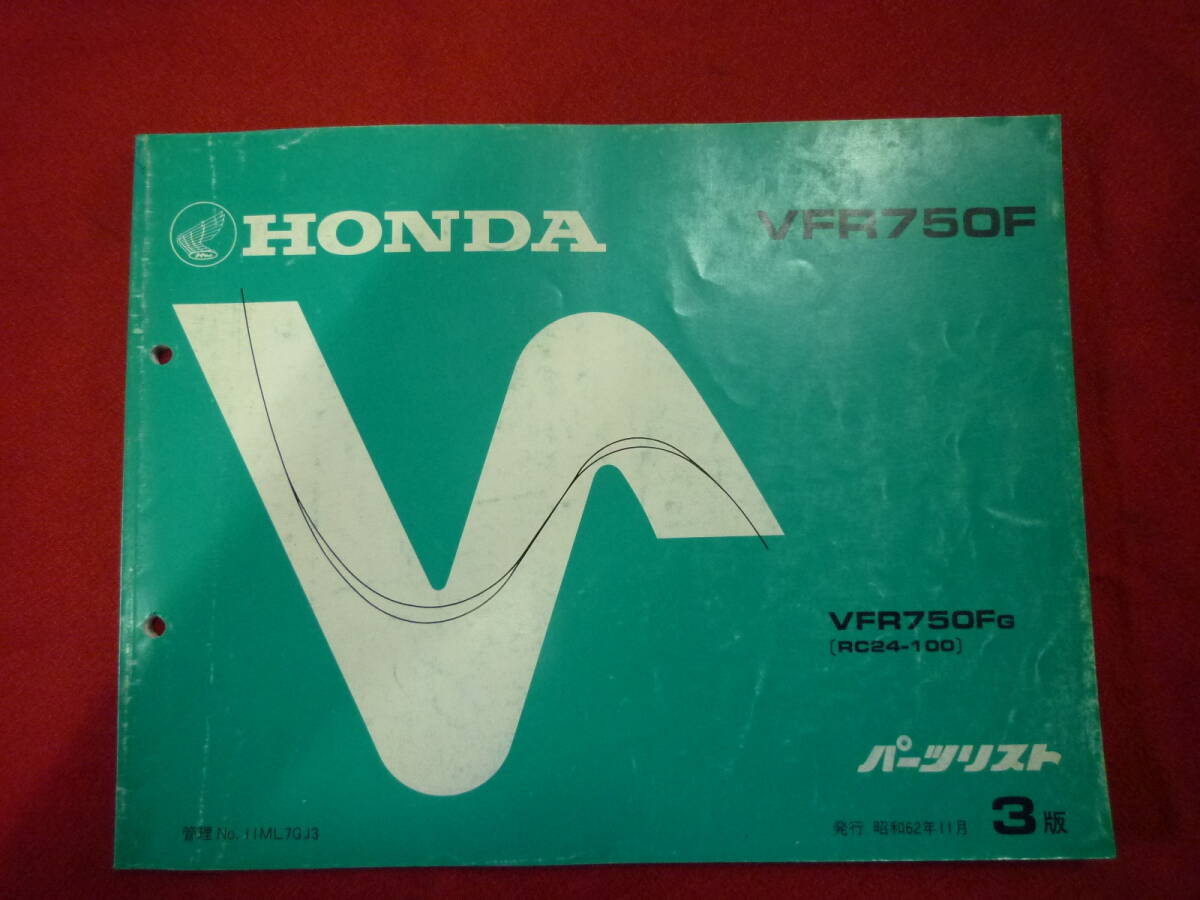 HONDA
VFR750F
VFR750FG
[RC24-100]
パーツリスト
3版
発行 昭和62年11月
管理No.11ML7GJ3